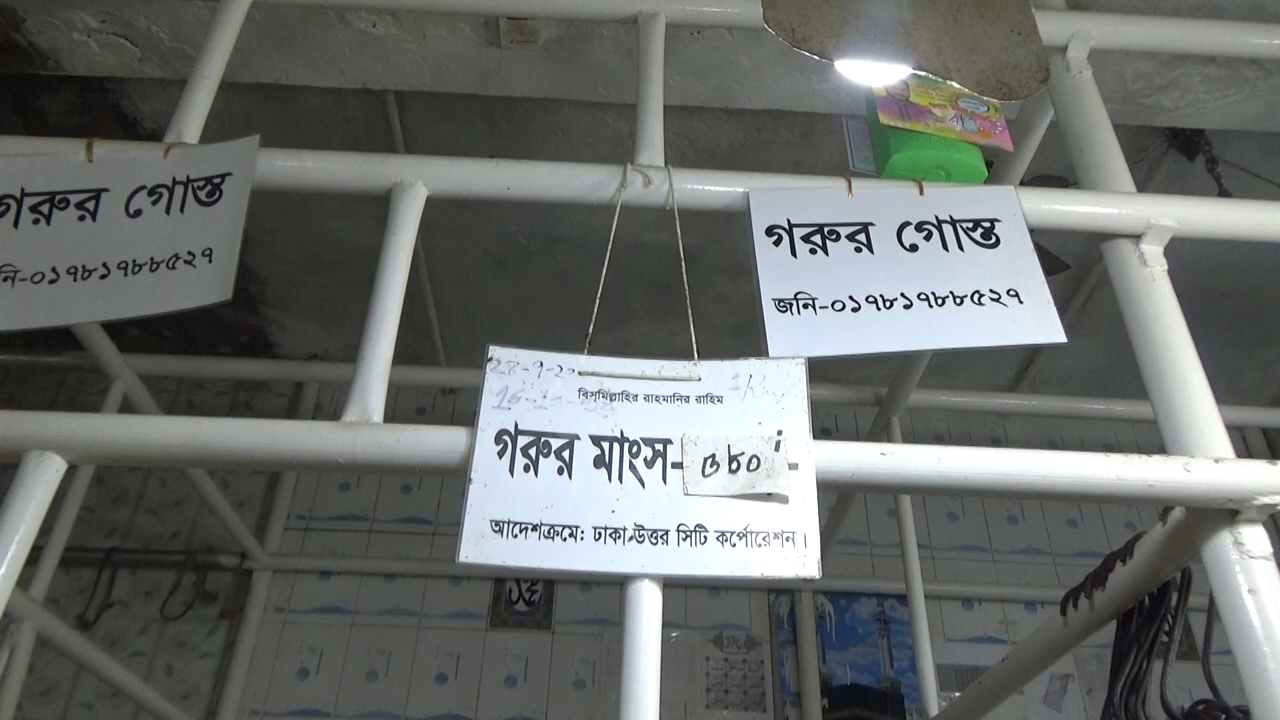 গরুর গোস্ত
নি-০১৭৮১৭৮৮৫২৭
গরুর গোস্ত
জনি-০১৭৮১৭৮৮৫২৭
বিসমিল্লাহির রাহমানির রাহিম
গরুর মাংস-৫৮০/-
আদেশক্রমে: ঢাকা উত্তর সিটি কর্পোরেশন।